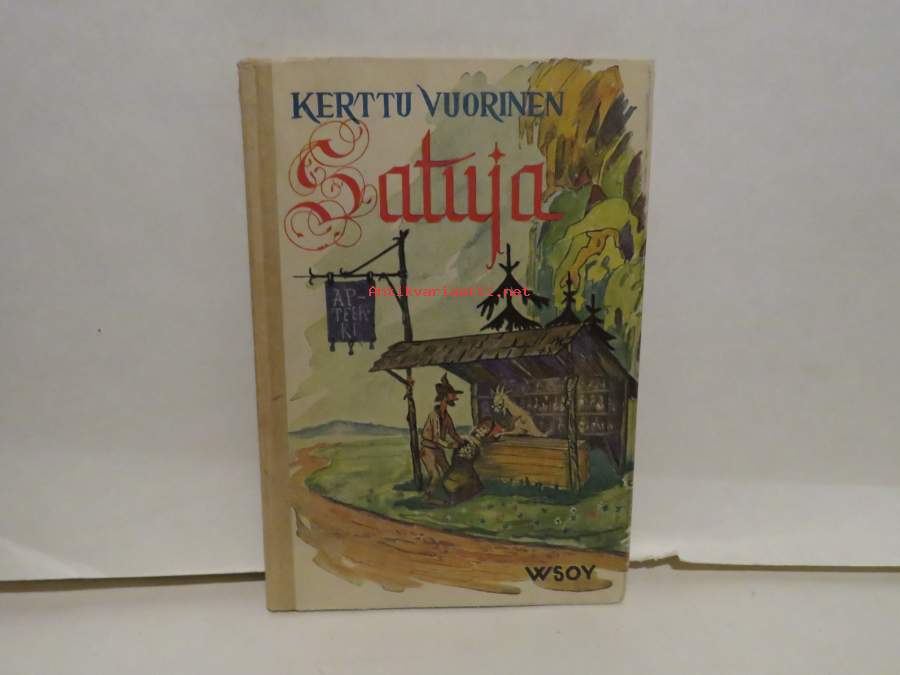 KERTTU VUORINEN
Satuja
AP-
TEEK-
KI
Antikvariaatti.net
WSOY